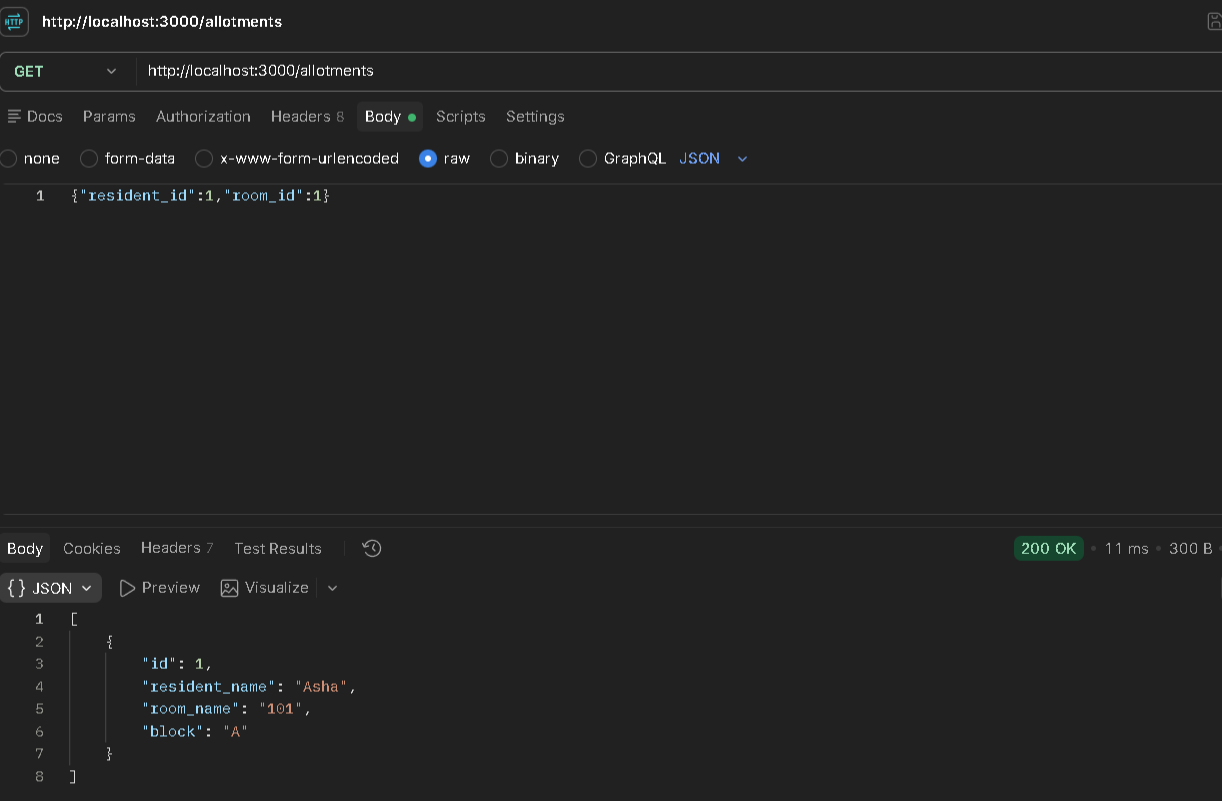 HTTP http://localhost:3000/allotments
GET http://localhost:3000/allotments
Docs Params Authorization Headers 8 Body Scripts Settings
none form-data x-www-form-urlencoded raw binary GraphQL JSON
1 {"resident_id":1,"room_id":1}
Body Cookies Headers 7 Test Results 200 OK • 11 ms • 300 B •
{} JSON Preview Visualize
1 [
2 {
3 "id": 1,
4 "resident_name": "Asha",
5 "room_name": "101",
6 "block": "A"
7 }
8 ]